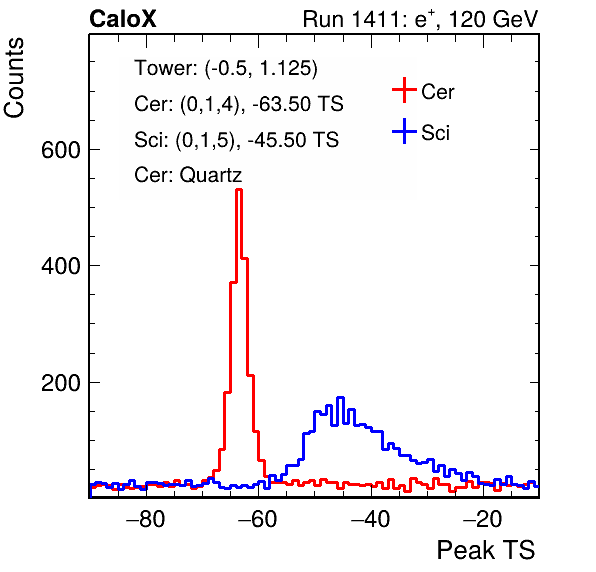 CaloX Run 1411: e⁺, 120 GeV
Counts
Tower: (-0.5, 1.125)
Cer: (0,1,4), -63.50 TS
Sci: (0,1,5), -45.50 TS
Cer: Quartz
Cer
Sci
600
400
200
−80 −60 −40 −20
Peak TS